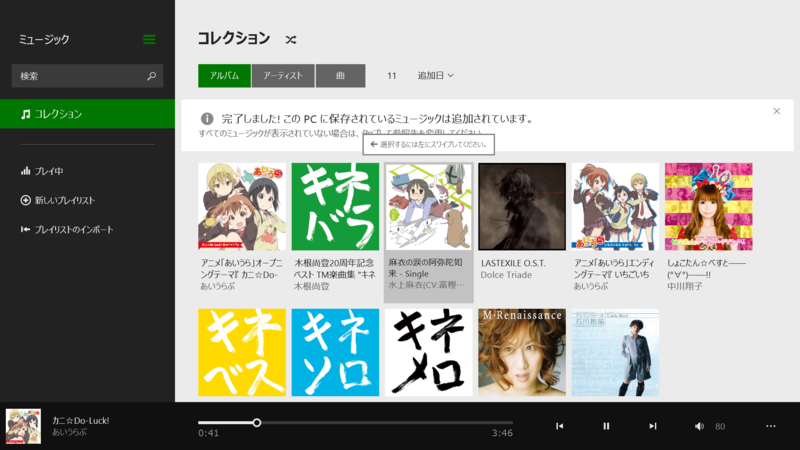 ミュージック
検索
コレクション
プレイ中
新しいプレイリスト
プレイリストのインポート
コレクション
アルバム
アーティスト
曲
11
追加日
完了しました! この PC に保存されているミュージックは追加されています。
すべてのミュージックが表示されていない場合は、
選択するには左にスワイプしてください。
あいうら
キネバラ
アニメ｢あいうら｣オープニングテーマ『カニ☆Do-
あいうらぶ
木根尚登20周年記念ベスト TM楽曲集 "キネ
木根尚登
麻衣の涙の阿弥陀如来 - Single
水上麻衣(CV:富樫…
LASTEXILE O.S.T.
Dolce Triade
アニメ｢あいうら｣エンディングテーマ『いちごいち
あいうらぶ
しょこたん☆べすと――(°∀°)――!!
中川翔子
キネベス
キネソロ
キネメロ
M·Renaissance
石川智晶
カニ☆Do-Luck!
あいうらぶ
0:41
3:46
80